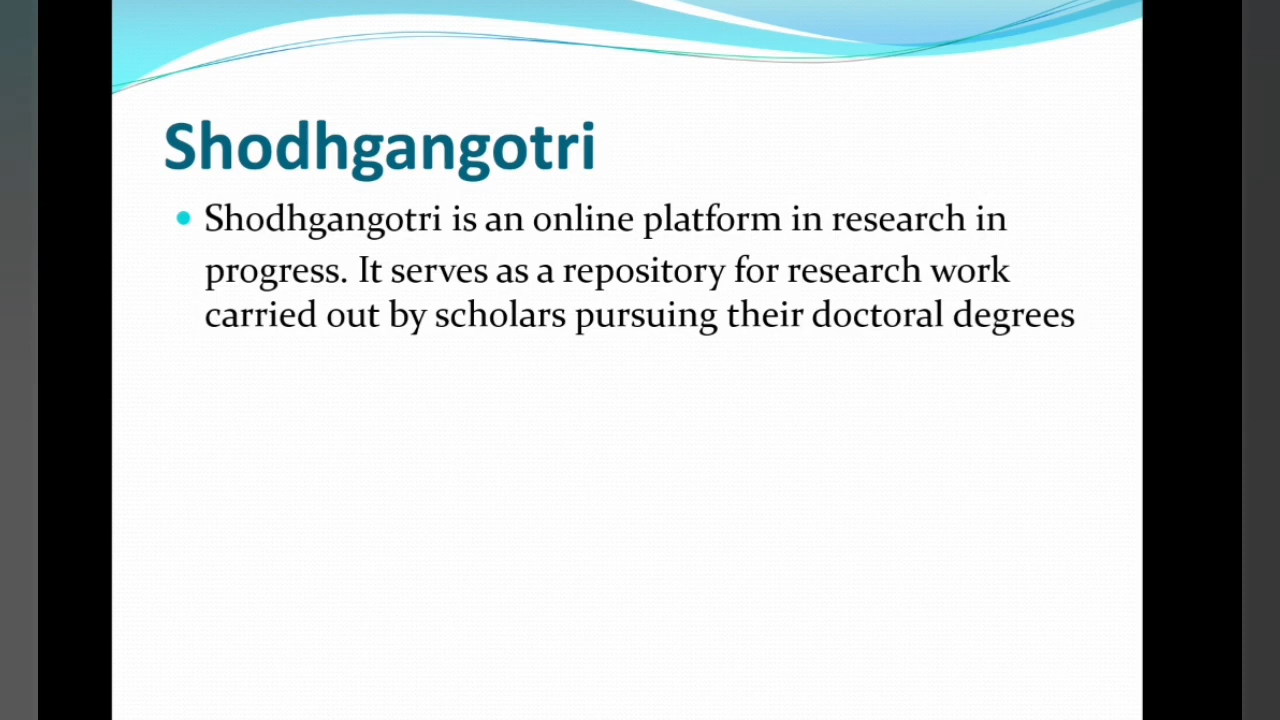 Shodhgangotri
Shodhgangotri is an online platform in research in
progress. It serves as a repository for research work
carried out by scholars pursuing their doctoral degrees